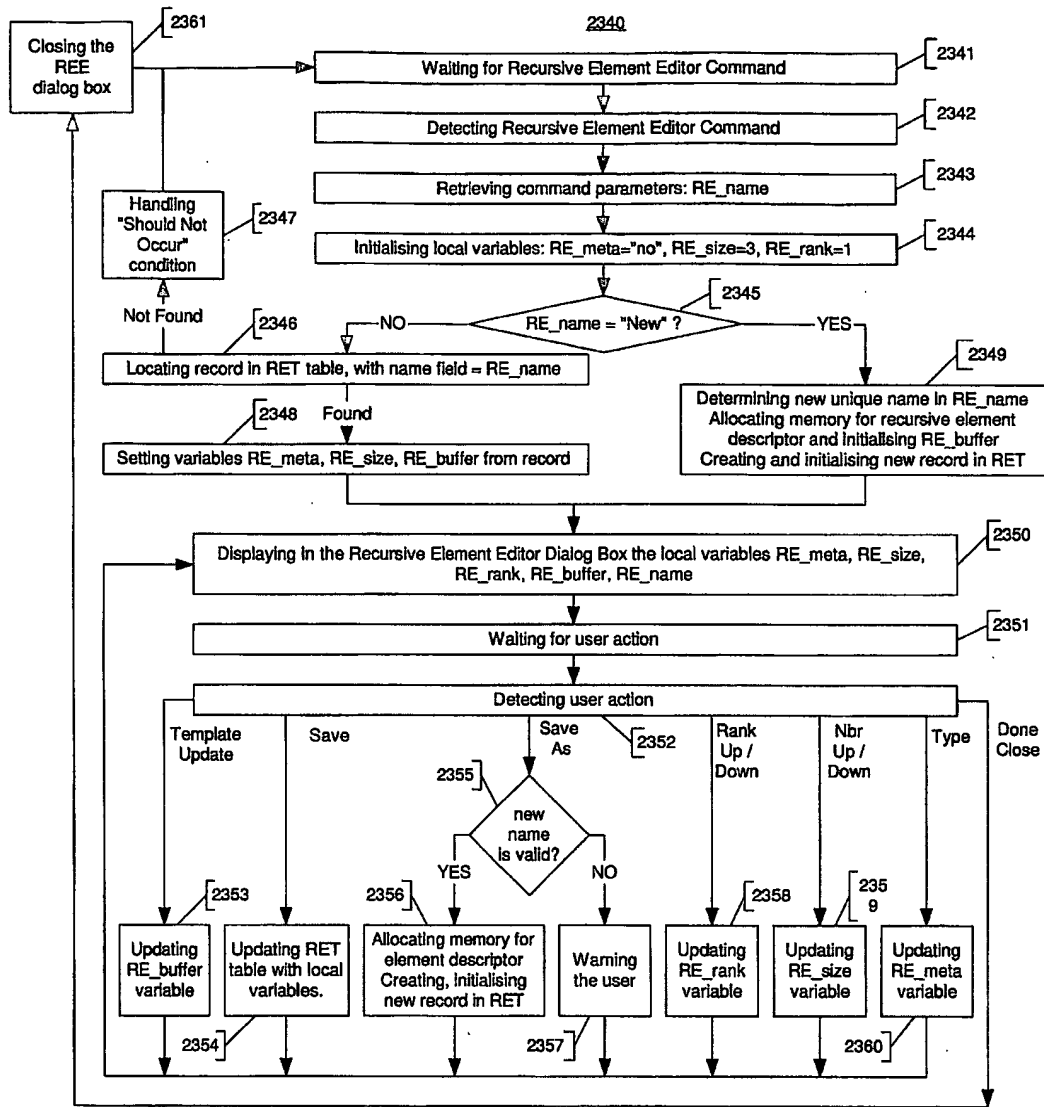 2340
2361
Closing the
REE
dialog box
2341
Waiting for Recursive Element Editor Command
2342
Detecting Recursive Element Editor Command
2343
Retrieving command parameters: RE_name
Handling
"Should Not
Occur"
condition
2347
2344
Initialising local variables: RE_meta="no", RE_size=3, RE_rank=1
2345
RE_name = "New" ?
NO
YES
Not Found
2346
Locating record in RET table, with name field = RE_name
2349
Determining new unique name in RE_name
Allocating memory for recursive element
descriptor and initialising RE_buffer
Creating and initialising new record in RET
2348
Found
Setting variables RE_meta, RE_size, RE_buffer from record
2350
Displaying in the Recursive Element Editor Dialog Box the local variables RE_meta, RE_size,
RE_rank, RE_buffer, RE_name
2351
Waiting for user action
Detecting user action
2352
Template
Update
Save
Save
As
Rank
Up /
Down
Nbr
Up /
Down
Type
Done
Close
2355
new
name
is valid?
YES
NO
2353
Updating
RE_buffer
variable
Updating RET
table with local
variables.
2354
2356
Allocating memory for
element descriptor
Creating, Initialising
new record in RET
Warning
the user
2357
2358
Updating
RE_rank
variable
235
9
Updating
RE_size
variable
Updating
RE_meta
variable
2360